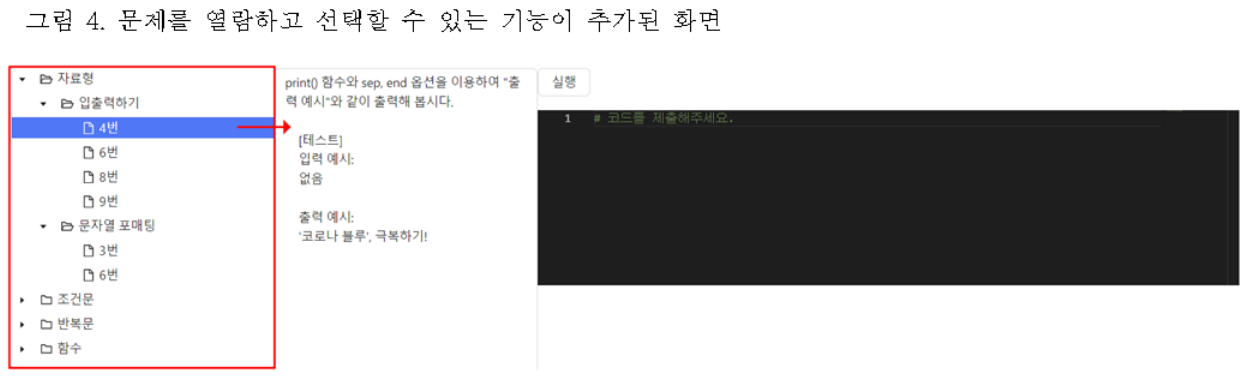 그림 4. 문제를 열람하고 선택할 수 있는 기능이 추가된 화면
자료형
입출력하기
4번
6번
8번
9번
문자열 포매팅
3번
6번
조건문
반복문
함수
print() 함수와 sep, end 옵션을 이용하여 "출
력 예시"와 같이 출력해 봅시다.
[테스트]
입력 예시:
없음
출력 예시:
'코로나 블루', 극복하기!
실행
1 # 코드를 제출해주세요.